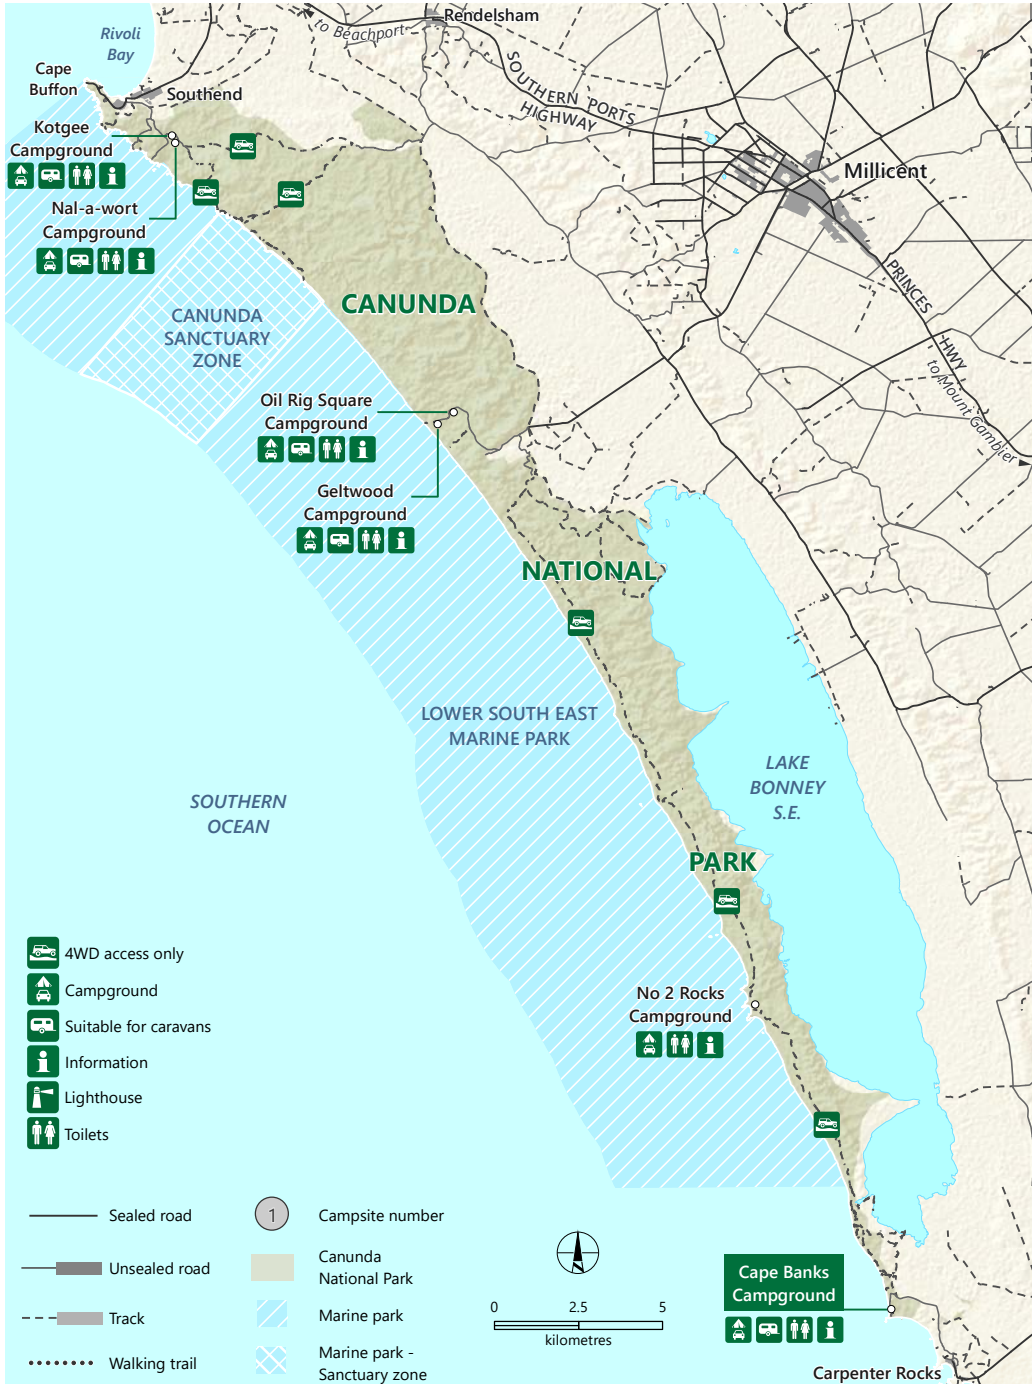 Rendelsham
to Beachport
Rivoli
Bay
Cape
Buffon
Southend
SOUTHERN PORTS
HIGHWAY
Kotgee
Campground
Millicent
Nal-a-wort
Campground
PRINCES
HWY
to Mount Gambier
CANUNDA
CANUNDA
SANCTUARY
ZONE
Oil Rig Square
Campground
Geltwood
Campground
NATIONAL
LOWER SOUTH EAST
MARINE PARK
LAKE
BONNEY
S.E.
SOUTHERN
OCEAN
PARK
No 2 Rocks
Campground
4WD access only
Campground
Suitable for caravans
Information
Lighthouse
Toilets
Sealed road
Unsealed road
Track
Walking trail
1
Campsite number
Canunda
National Park
Marine park
Marine park -
Sanctuary zone
0 2.5 5
kilometres
Cape Banks
Campground
Carpenter Rocks